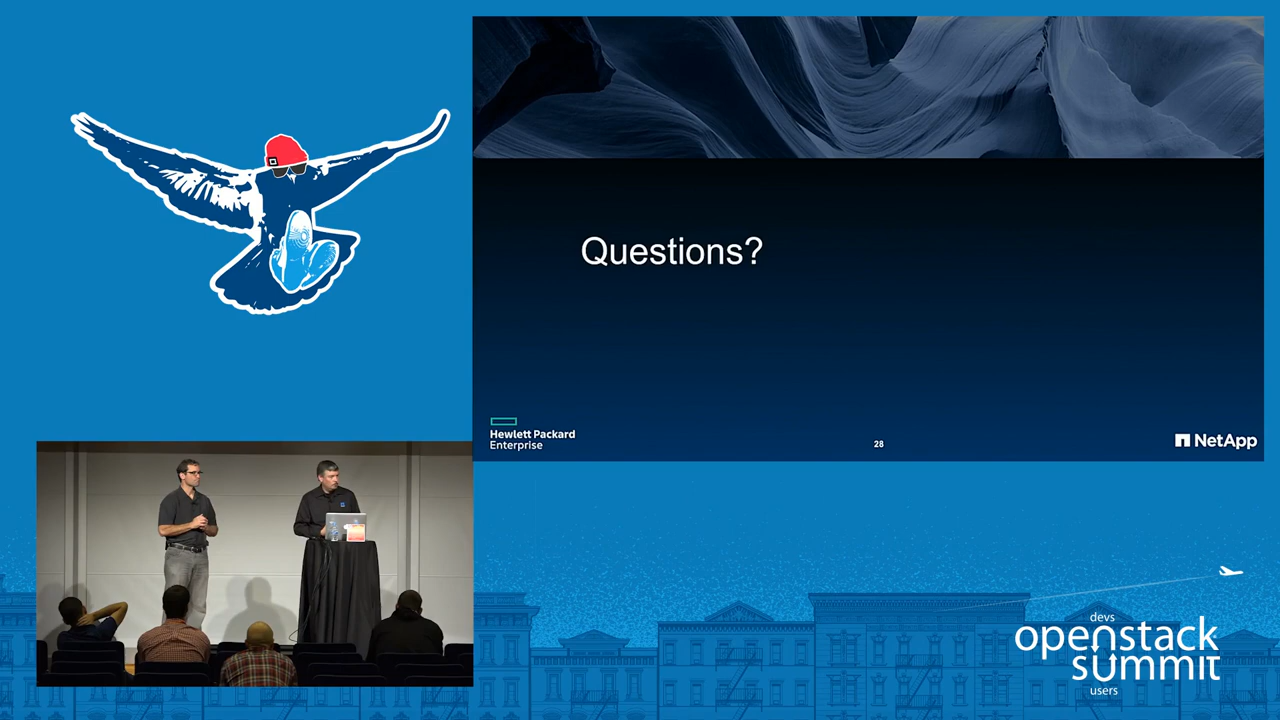 Questions?
Hewlett Packard
Enterprise
28
NetApp
devs
openstack
summit
users